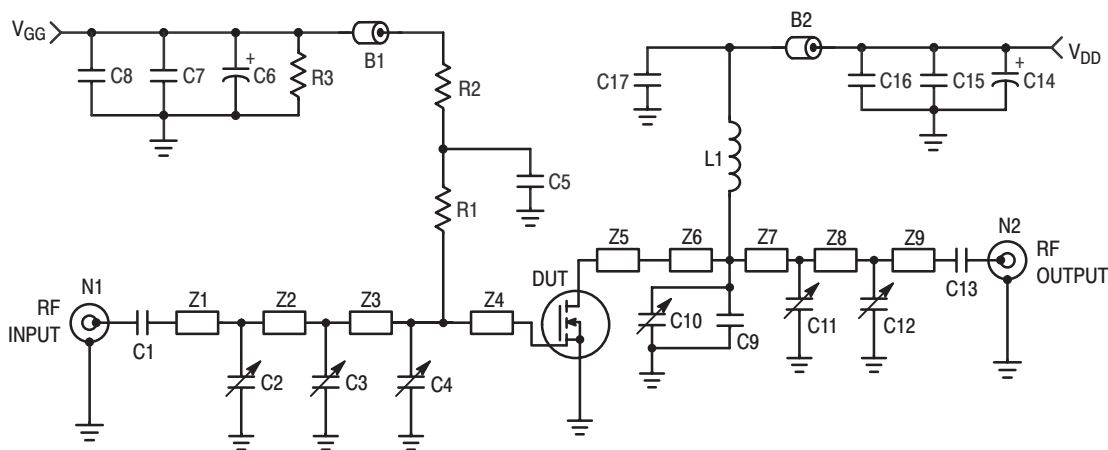 VGG
B1
B2
VDD
C8
C7
+
C6
R3
R2
C17
C16
C15
+
C14
L1
C5
R1
N1
RF
INPUT
C1
Z1
Z2
Z3
Z4
DUT
Z5
Z6
Z7
Z8
Z9
N2
RF
OUTPUT
C13
C2
C3
C4
C10
C9
C11
C12